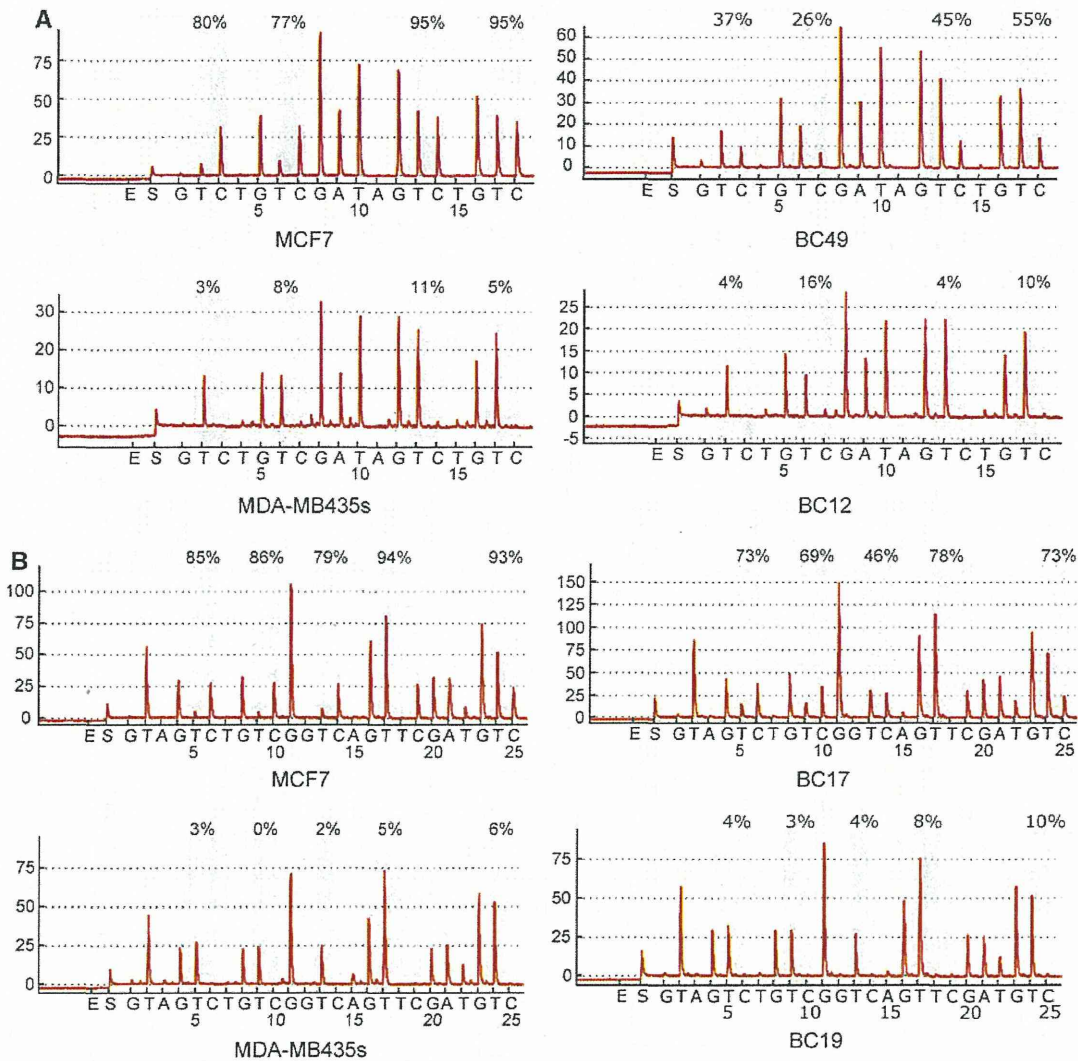 A
80% 77% 95% 95%
75
50
25
0
E S G T C T G T C G A T A G T C T G T C
5 10 15
MCF7
37% 26% 45% 55%
60
50
40
30
20
10
0
E S G T C T G T C G A T A G T C T G T C
5 10 15
BC49
3% 8% 11% 5%
30
20
10
0
E S G T C T G T C G A T A G T C T G T C
5 10 15
MDA-MB435s
4% 16% 4% 10%
25
20
15
10
5
0
-5
E S G T C T G T C G A T A G T C T G T C
5 10 15
BC12
B
85% 86% 79% 94% 93%
100
75
50
25
0
E S G T A G T C T G T C G G T C A G T T C G A T G T C
5 10 15 20 25
MCF7
73% 69% 46% 78% 73%
150
125
100
75
50
25
0
E S G T A G T C T G T C G G T C A G T T C G A T G T C
5 10 15 20 25
BC17
3% 0% 2% 5% 6%
75
50
25
0
E S G T A G T C T G T C G G T C A G T T C G A T G T C
5 10 15 20 25
MDA-MB435s
4% 3% 4% 8% 10%
75
50
25
0
E S G T A G T C T G T C G G T C A G T T C G A T G T C
5 10 15 20 25
BC19